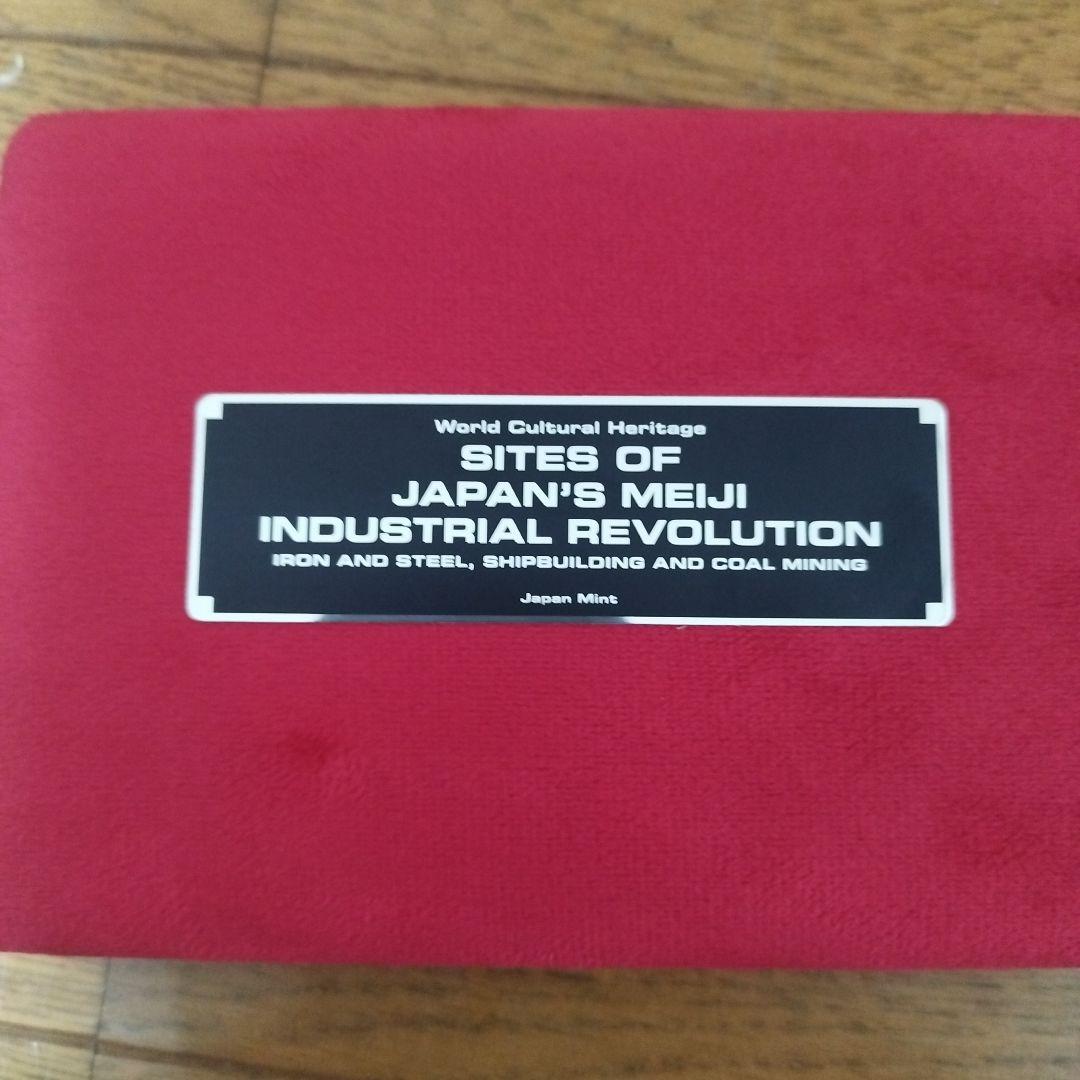 World Cultural Heritage
SITES OF
JAPAN'S MEIJI
INDUSTRIAL REVOLUTION
IRON AND STEEL, SHIPBUILDING AND COAL MINING
Japan Mint